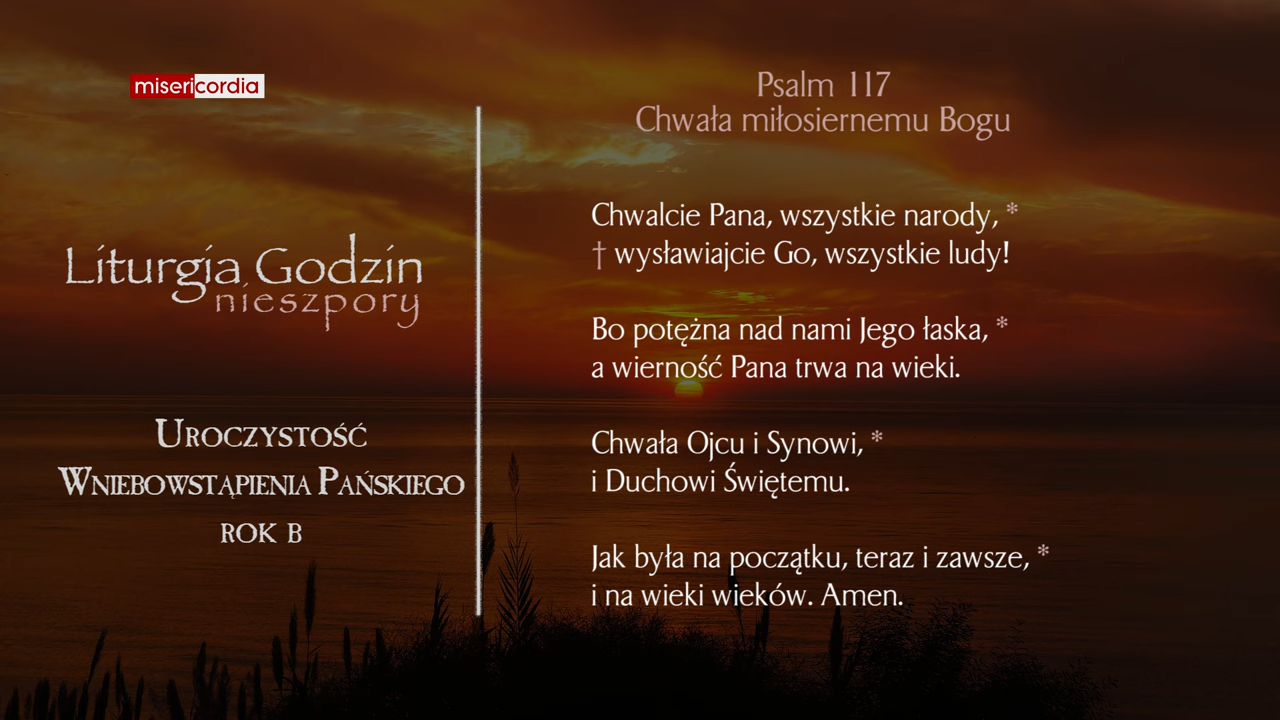 misericordia
Liturgia Godzin
nieszpory
Uroczystość
Wniebowstąpienia Pańskiego
rok B
Psalm 117
Chwała miłosiernemu Bogu
Chwalcie Pana, wszystkie narody, *
† wysławiajcie Go, wszystkie ludy!
Bo potężna nad nami Jego łaska, *
a wierność Pana trwa na wieki.
Chwała Ojcu i Synowi, *
i Duchowi Świętemu.
Jak była na początku, teraz i zawsze, *
i na wieki wieków. Amen.